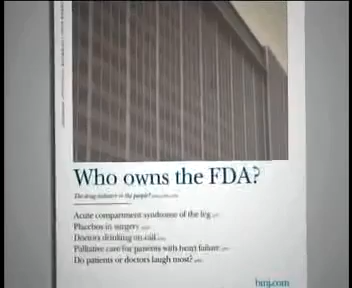 Who owns the FDA?
The drug industry or the people?
Acute compartment syndrome of the leg
Placebos in surgery
Doctors drinking on call
Palliative care for patients with heart failure
Do patients or doctors laugh most?
bmj.com